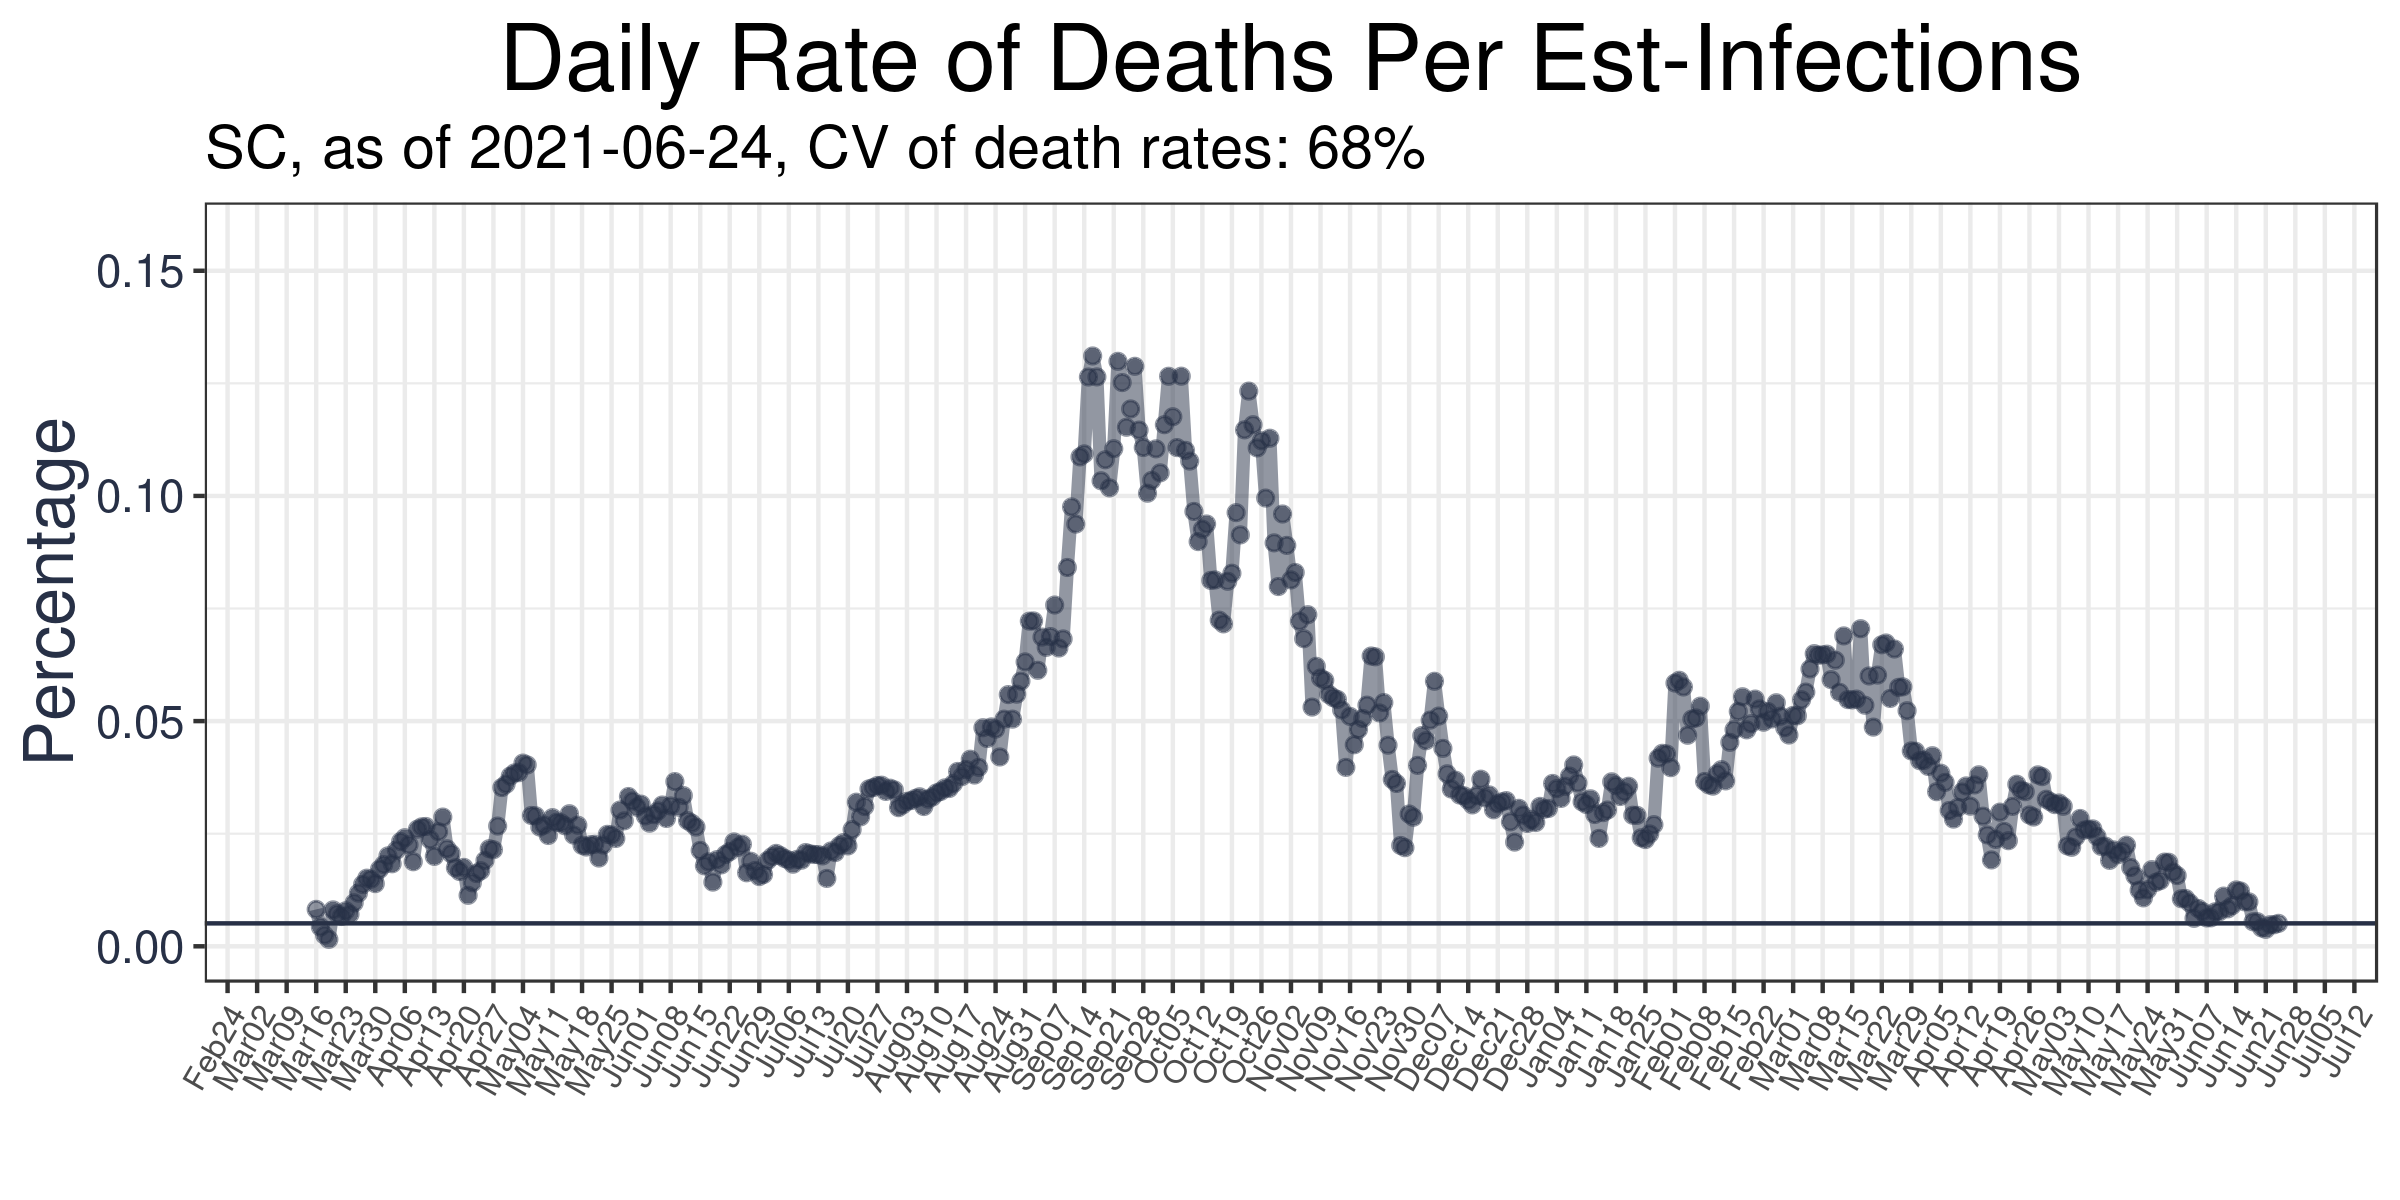 Daily Rate of Deaths Per Est-Infections
SC, as of 2021-06-24, CV of death rates: 68%
Percentage
0.15
0.10
0.05
0.00
Feb24
Mar02
Mar09
Mar16
Mar23
Mar30
Apr06
Apr13
Apr20
Apr27
May04
May11
May18
May25
Jun01
Jun08
Jun15
Jun22
Jun29
Jul06
Jul13
Jul20
Jul27
Aug03
Aug10
Aug17
Aug24
Aug31
Sep07
Sep14
Sep21
Sep28
Oct05
Oct12
Oct19
Oct26
Nov02
Nov09
Nov16
Nov23
Nov30
Dec07
Dec14
Dec21
Dec28
Jan04
Jan11
Jan18
Jan25
Feb01
Feb08
Feb15
Feb22
Mar01
Mar08
Mar15
Mar22
Mar29
Apr05
Apr12
Apr19
Apr26
May03
May10
May17
May24
May31
Jun07
Jun14
Jun21
Jun28
Jul05
Jul12